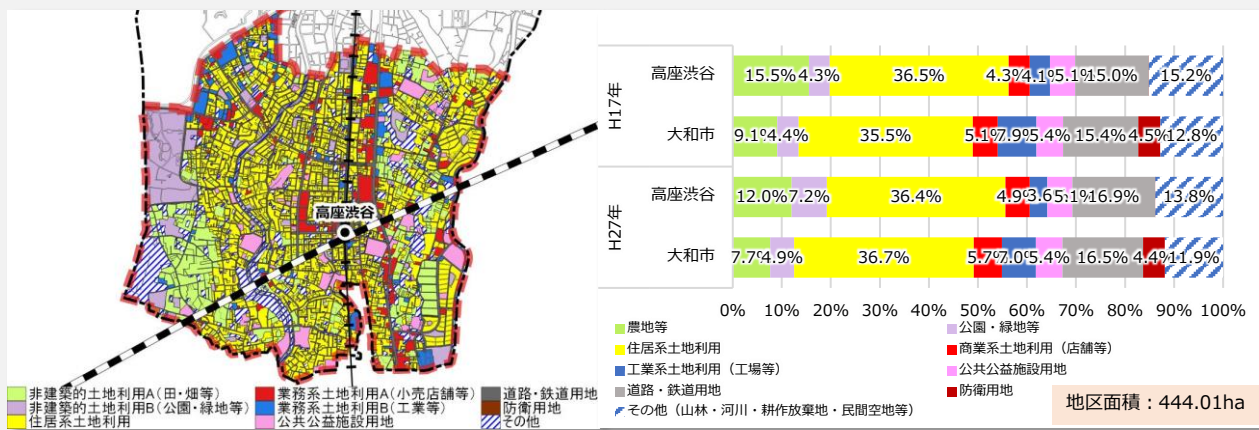 高座渋谷
非建築的土地利用A(田・畑等)
業務系土地利用A(小売店舗等)
道路・鉄道用地
非建築的土地利用B(公園・緑地等)
業務系土地利用B(工業等)
防衛用地
住居系土地利用
公共公益施設用地
その他
H17年
高座渋谷
15.5% 4.3% 36.5% 4.3% 4.1% 5.1% 15.0% 15.2%
大和市
9.1% 4.4% 35.5% 5.1% 7.9% 5.4% 15.4% 4.5% 12.8%
H27年
高座渋谷
12.0% 7.2% 36.4% 4.9% 3.6 5.1% 16.9% 13.8%
大和市
7.7% 4.9% 36.7% 5.7% 7.0% 5.4% 16.5% 4.4% 11.9%
0% 10% 20% 30% 40% 50% 60% 70% 80% 90% 100%
農地等
公園・緑地等
住居系土地利用
商業系土地利用（店舗等）
工業系土地利用（工場等）
公共公益施設用地
道路・鉄道用地
防衛用地
その他（山林・河川・耕作放棄地・民間空地等）
地区面積：444.01ha